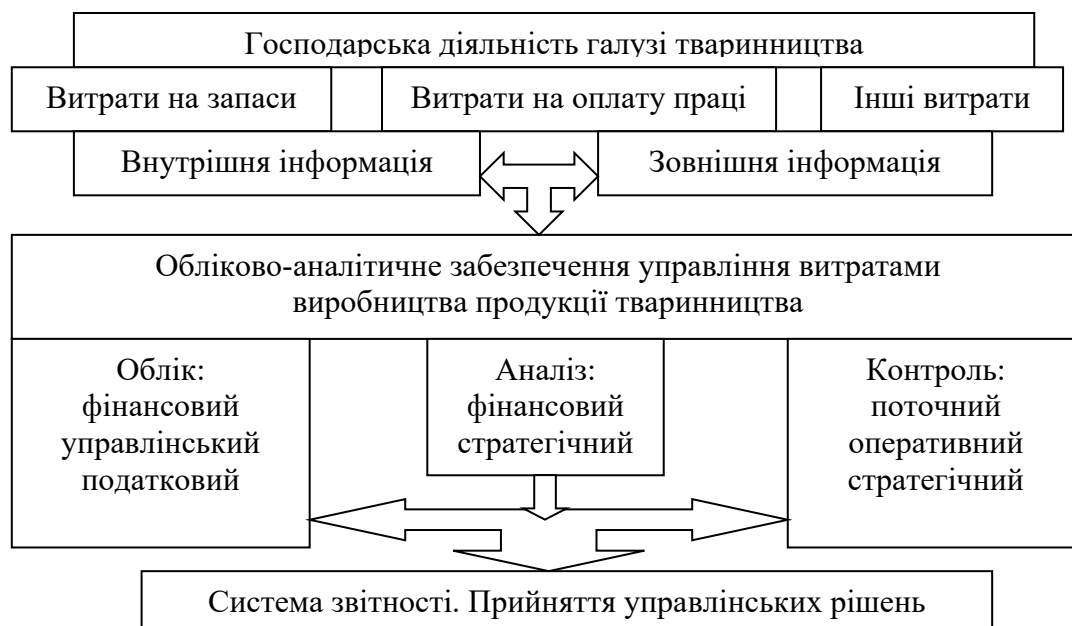 Господарська діяльність галузі тваринництва
Витрати на запаси
Витрати на оплату праці
Інші витрати
Внутрішня інформація
Зовнішня інформація
Обліково-аналітичне забезпечення управління витратами
виробництва продукції тваринництва
Облік:
фінансовий
управлінський
податковий
Аналіз:
фінансовий
стратегічний
Контроль:
поточний
оперативний
стратегічний
Система звітності. Прийняття управлінських рішень